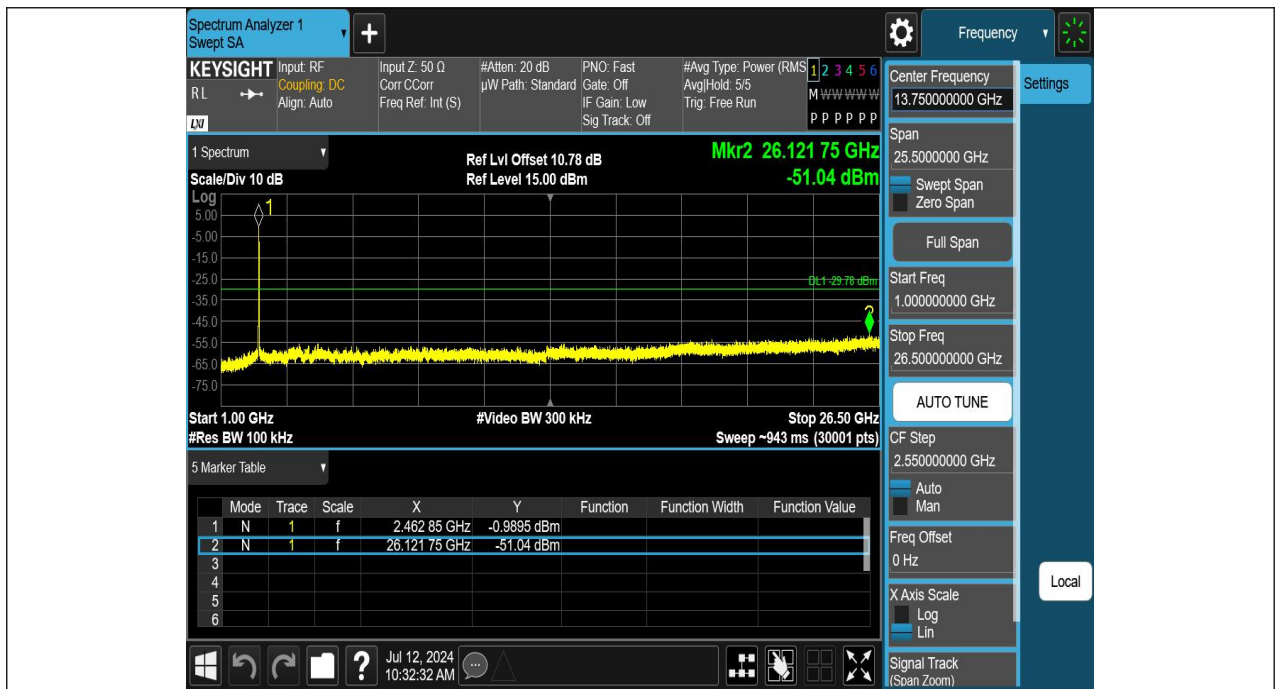 Spectrum Analyzer 1
Swept SA
+
Frequency
KEYSIGHT
RL
LXI
Input: RF
Coupling: DC
Align: Auto
Input Z: 50 Ω
Corr CCorr
Freq Ref: Int (S)
#Atten: 20 dB
µW Path: Standard
PNO: Fast
Gate: Off
IF Gain: Low
Sig Track: Off
#Avg Type: Power (RMS
Avg|Hold: 5/5
Trig: Free Run
1 2 3 4 5 6
M W W W W W
P P P P P P
1 Spectrum
Ref Lvl Offset 10.78 dB
Mkr2 26.121 75 GHz
Scale/Div 10 dB
Ref Level 15.00 dBm
-51.04 dBm
Log
1
5.00
-5.00
-15.0
-25.0
DL1 -29.78 dBm
-35.0
-45.0
2
-55.0
-65.0
-75.0
Start 1.00 GHz
#Video BW 300 kHz
Stop 26.50 GHz
#Res BW 100 kHz
Sweep ~943 ms (30001 pts)
5 Marker Table
Mode Trace Scale X Y Function Function Width Function Value
1 N 1 f 2.462 85 GHz -0.9895 dBm
2 N 1 f 26.121 75 GHz -51.04 dBm
3
4
5
6
?
Jul 12, 2024
10:32:32 AM
Center Frequency
13.750000000 GHz
Settings
Span
25.5000000 GHz
Swept Span
Zero Span
Full Span
Start Freq
1.000000000 GHz
Stop Freq
26.500000000 GHz
AUTO TUNE
CF Step
2.550000000 GHz
Auto
Man
Freq Offset
0 Hz
Local
X Axis Scale
Log
Lin
Signal Track
(Span Zoom)